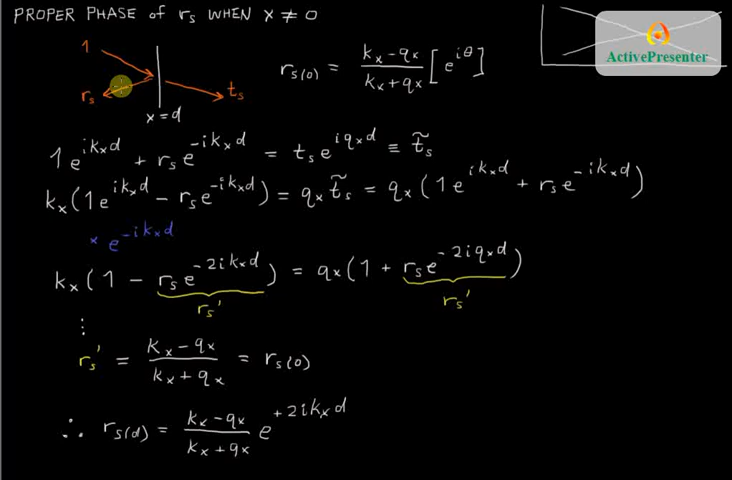 PROPER PHASE of rs WHEN x ≠ 0
ActivePresenter
1
rs
ts
x=d
rs(0) = (kx - qx)/(kx + qx) [e^{iθ}]
1e^{ikxd} + rs e^{-ikxd} = ts e^{iqxd} ≡ t̃s
kx(1e^{ikxd} - rs e^{-ikxd}) = qx t̃s = qx(1e^{ikxd} + rs e^{-ikxd})
× e^{-ikxd}
kx(1 - rs e^{-2ikxd}) = qx(1 + rs e^{-2iqxd})
rs' rs'
⋮
rs' = (kx - qx)/(kx + qx) = rs(0)
∴ rs(d) = (kx - qx)/(kx + qx) e^{+2ikxd}